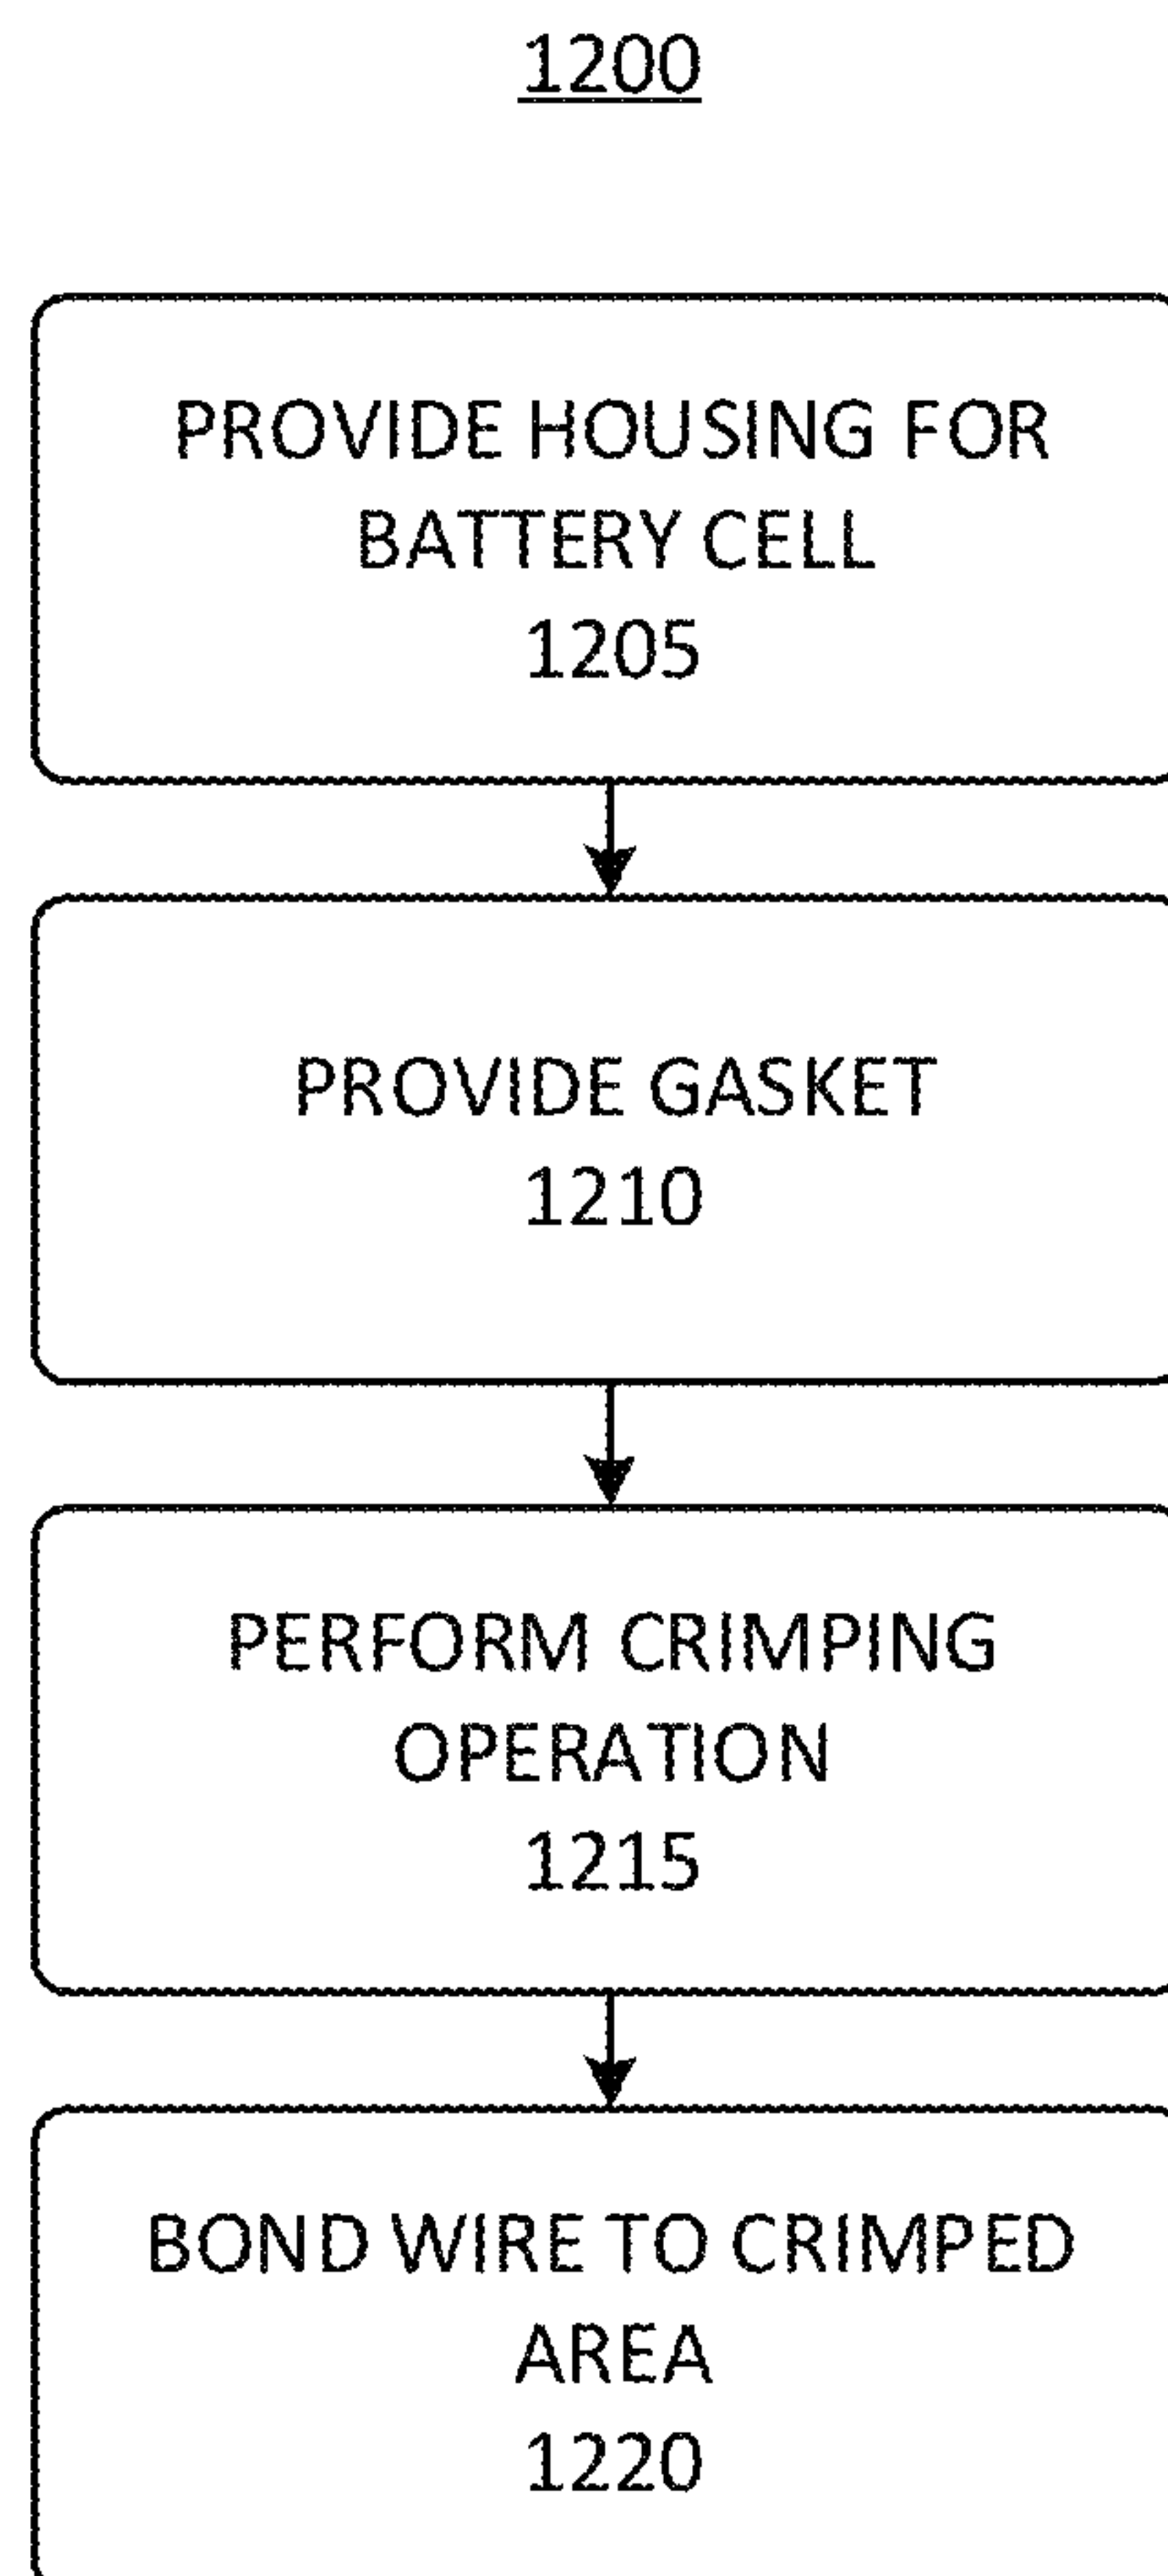 1200
PROVIDE HOUSING FOR
BATTERY CELL
1205
PROVIDE GASKET
1210
PERFORM CRIMPING
OPERATION
1215
BOND WIRE TO CRIMPED
AREA
1220